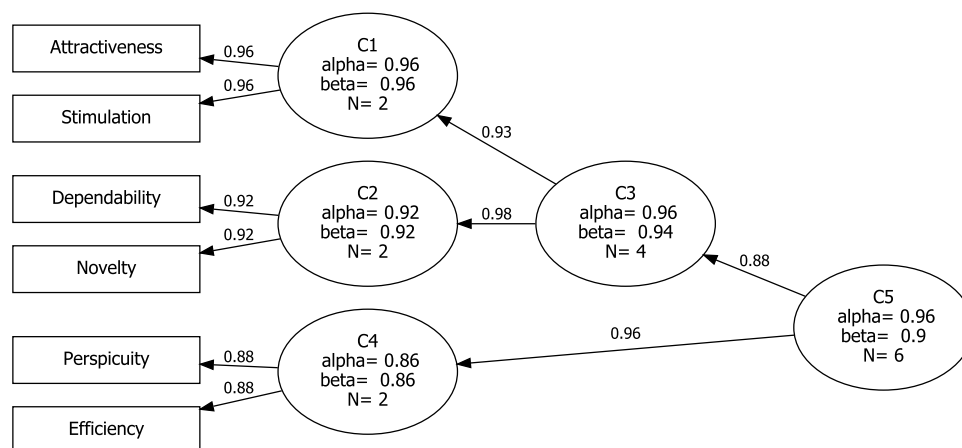 Attractiveness
Stimulation
Dependability
Novelty
Perspicuity
Efficiency
0.96
0.96
0.92
0.92
0.88
0.88
C1
alpha= 0.96
beta=  0.96
N= 2
C2
alpha= 0.92
beta=  0.92
N= 2
C4
alpha= 0.86
beta=  0.86
N= 2
0.93
0.98
0.96
C3
alpha= 0.96
beta=  0.94
N= 4
0.88
C5
alpha= 0.96
beta=  0.9
N= 6